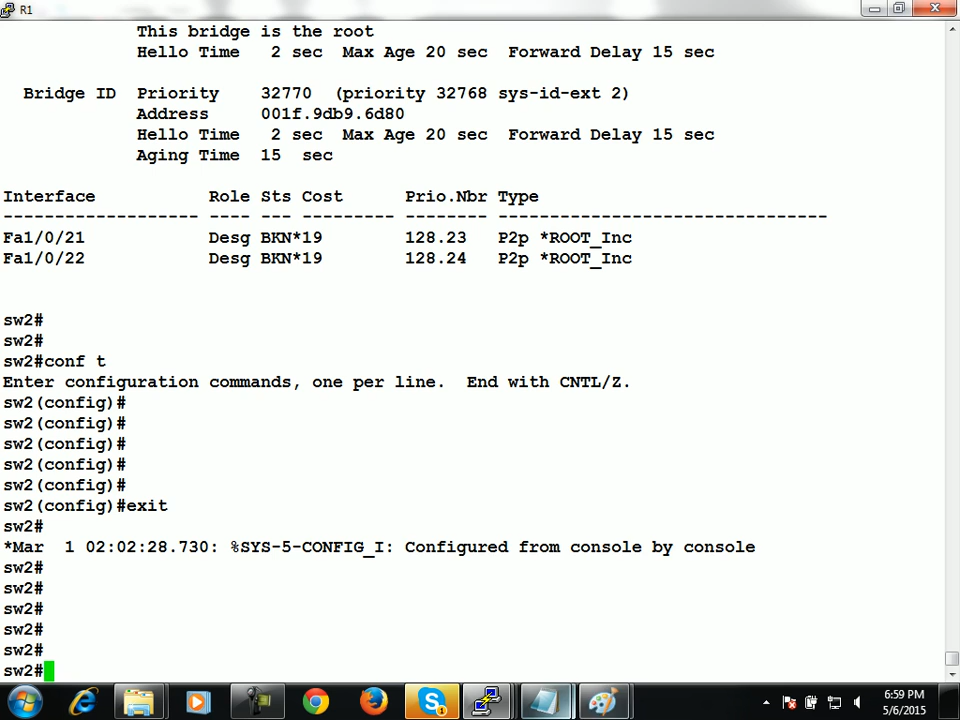 R1
This bridge is the root
Hello Time   2 sec  Max Age 20 sec  Forward Delay 15 sec
Bridge ID  Priority    32770  (priority 32768 sys-id-ext 2)
Address     001f.9db9.6d80
Hello Time   2 sec  Max Age 20 sec  Forward Delay 15 sec
Aging Time  15  sec
Interface           Role Sts Cost      Prio.Nbr Type
------------------- ---- --- --------- -------- --------------------------------
Fa1/0/21            Desg BKN*19        128.23   P2p *ROOT_Inc
Fa1/0/22            Desg BKN*19        128.24   P2p *ROOT_Inc
sw2#
sw2#
sw2#conf t
Enter configuration commands, one per line.  End with CNTL/Z.
sw2(config)#
sw2(config)#
sw2(config)#
sw2(config)#
sw2(config)#
sw2(config)#exit
sw2#
*Mar  1 02:02:28.730: %SYS-5-CONFIG_I: Configured from console by console
sw2#
sw2#
sw2#
sw2#
sw2#
sw2#
6:59 PM
5/6/2015